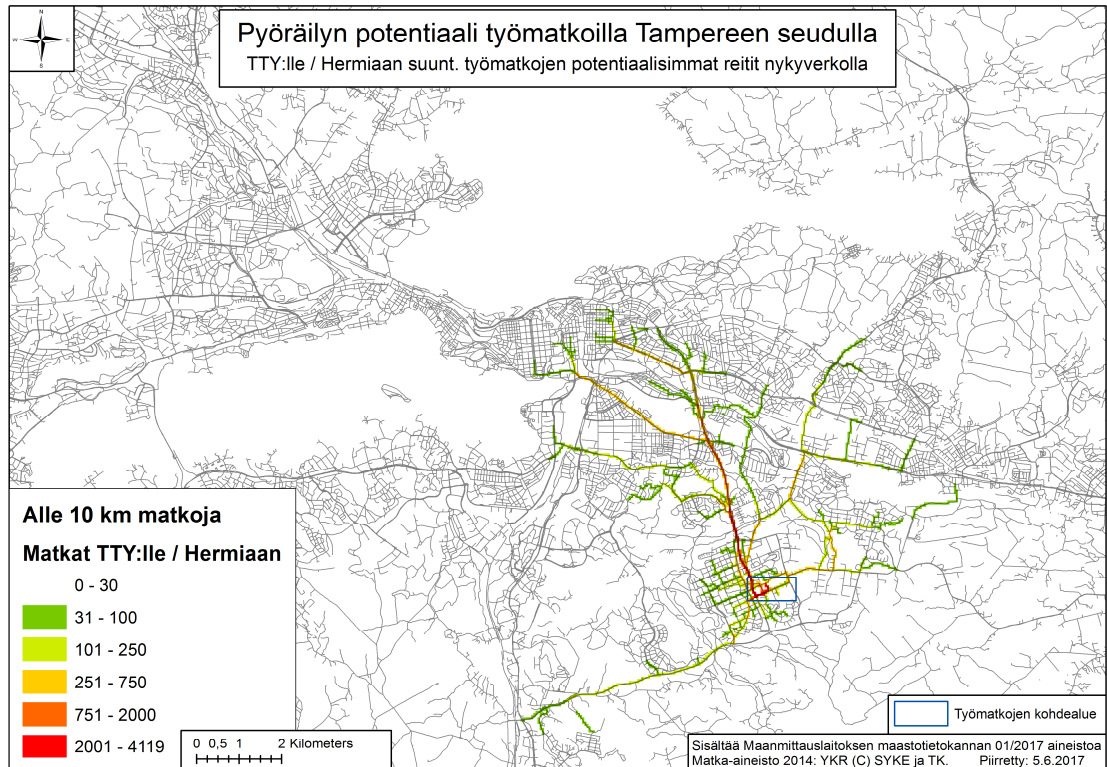 N
W
E
S
Pyöräilyn potentiaali työmatkoilla Tampereen seudulla
TTY:lle / Hermiaan suunt. työmatkojen potentiaalisimmat reitit nykyverkolla
Alle 10 km matkoja
Matkat TTY:lle / Hermiaan
0 - 30
31 - 100
101 - 250
251 - 750
751 - 2000
2001 - 4119
0 0,5 1 2 Kilometers
Työmatkojen kohdealue
Sisältää Maanmittauslaitoksen maastotietokannan 01/2017 aineistoa
Matka-aineisto 2014: YKR (C) SYKE ja TK. Piirretty: 5.6.2017